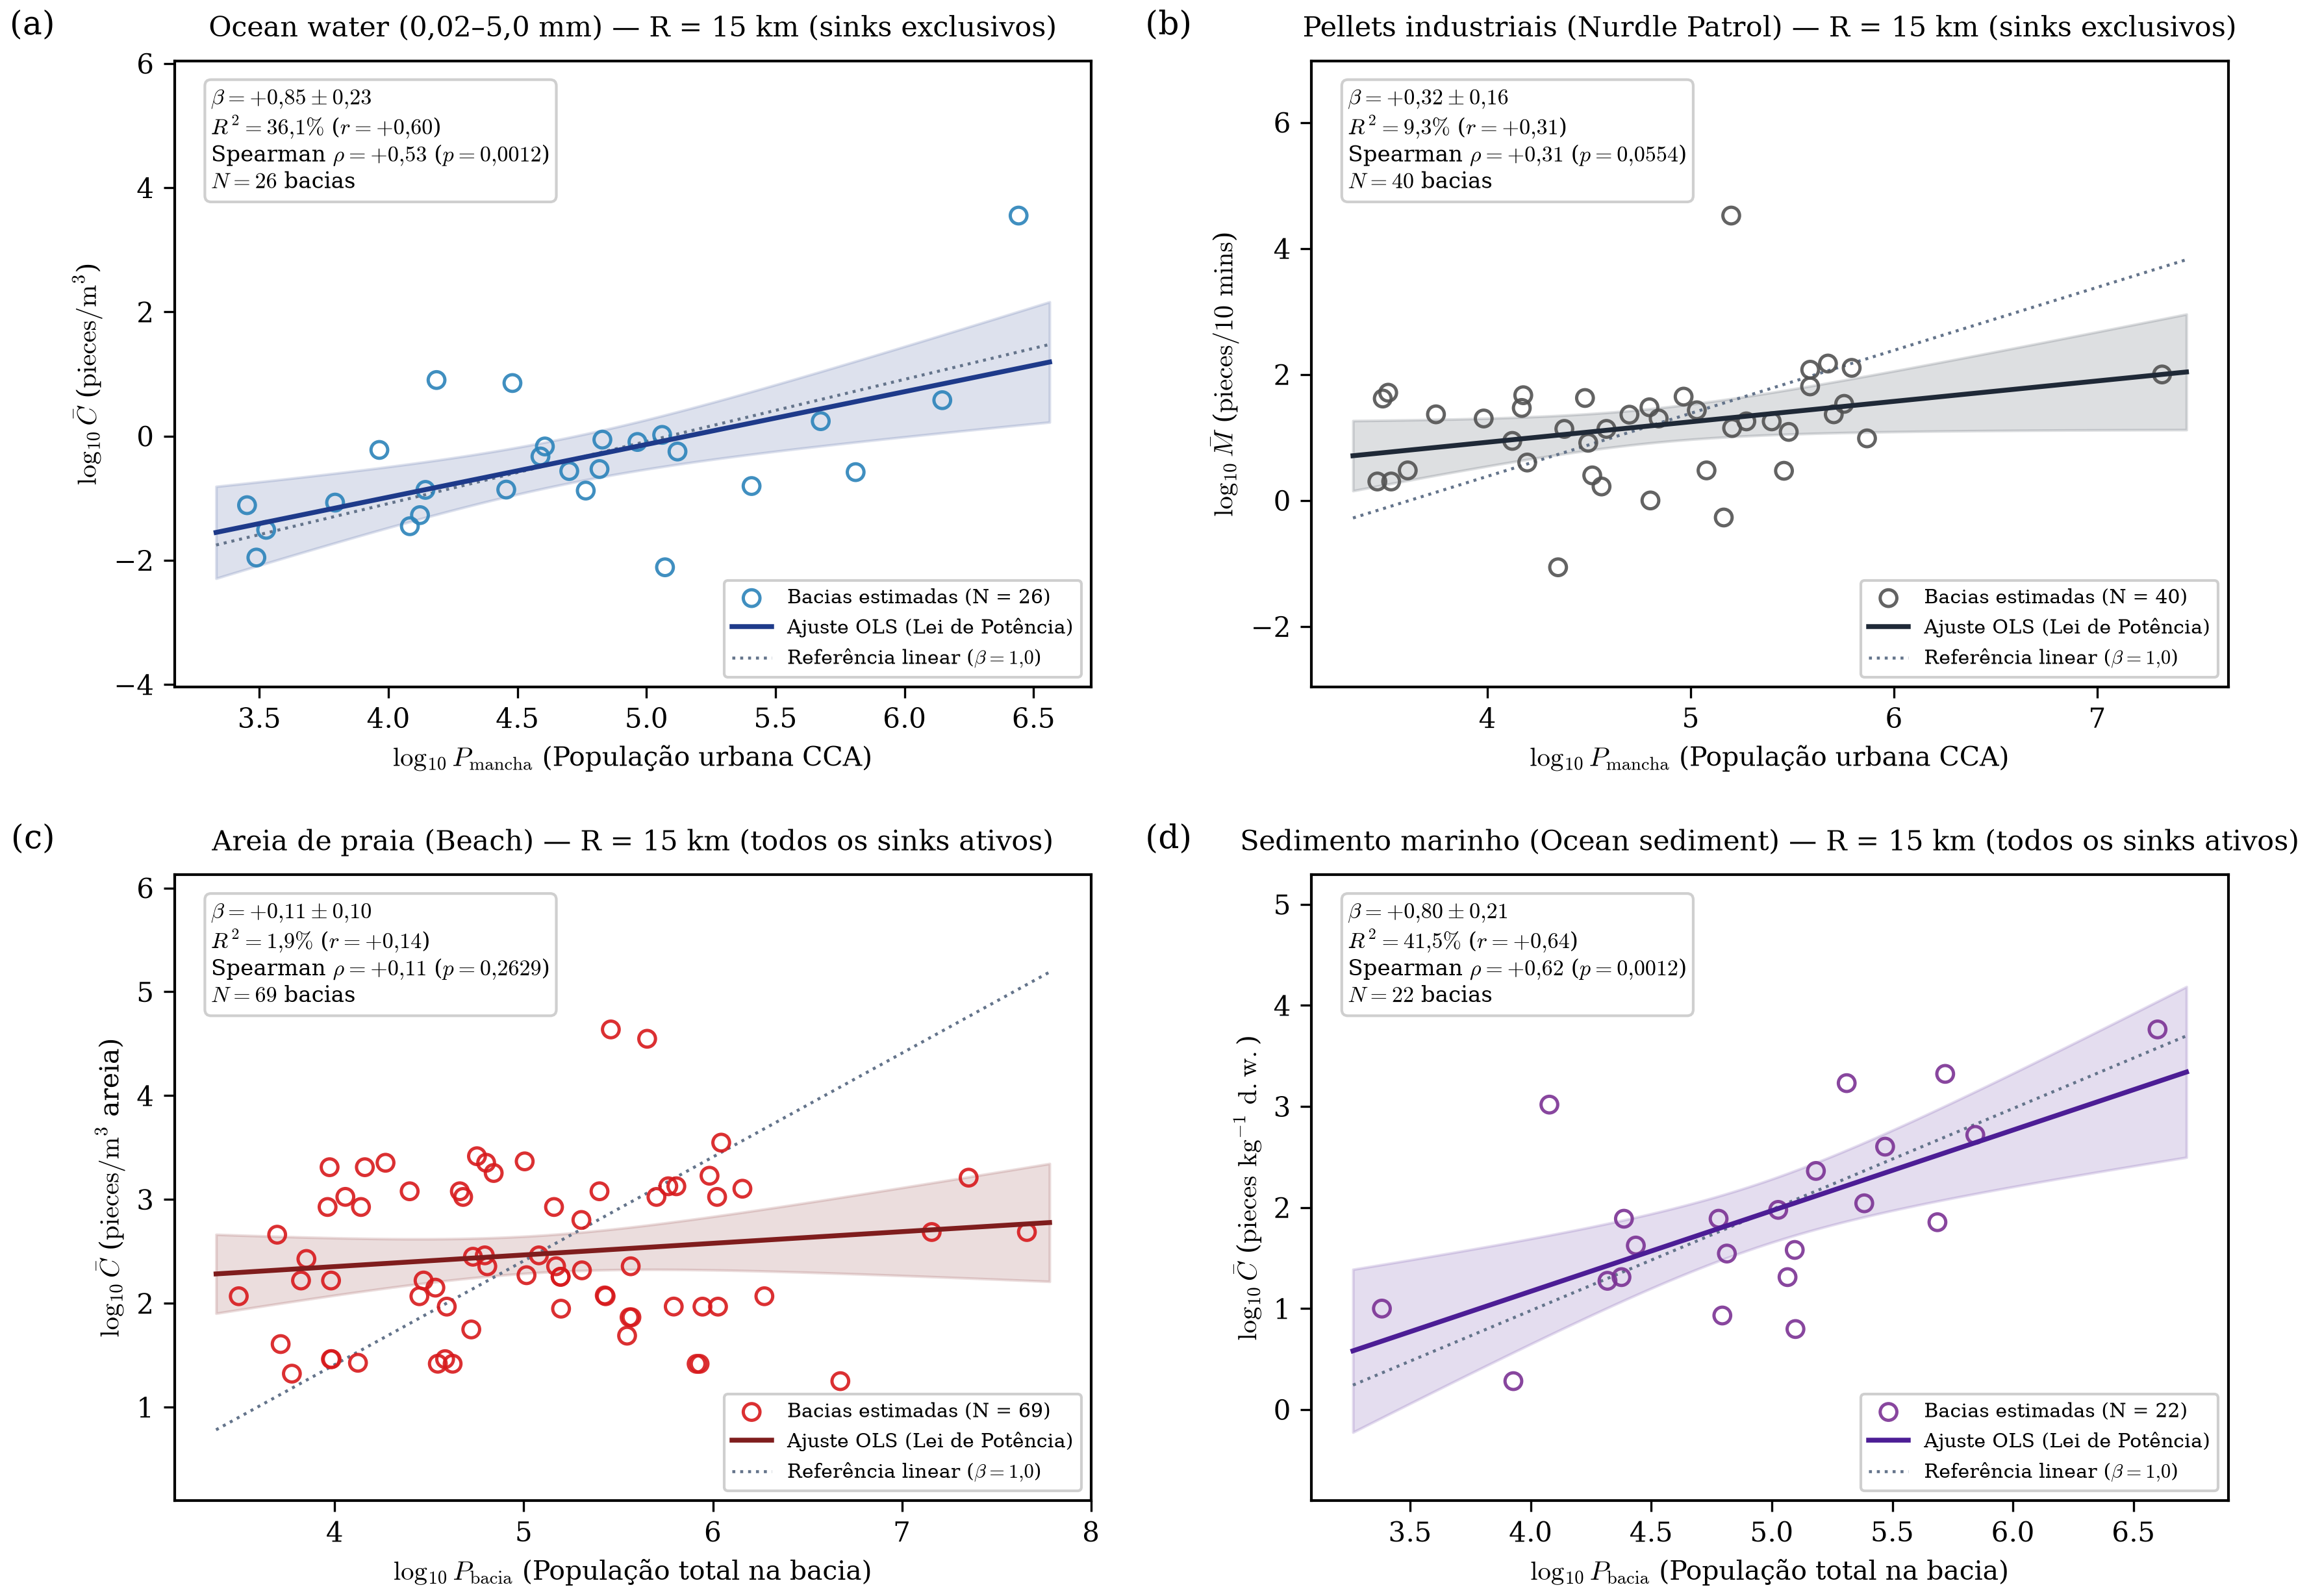 (a)
Ocean water (0,02–5,0 mm) — R = 15 km (sinks exclusivos)
β = +0,85 ± 0,23
R² = 36,1% (r = +0,60)
Spearman ρ = +0,53 (p = 0,0012)
N = 26 bacias
6
4
2
0
−2
−4
log₁₀ C̄ (pieces/m³)
Bacias estimadas (N = 26)
Ajuste OLS (Lei de Potência)
Referência linear (β = 1,0)
3.5 4.0 4.5 5.0 5.5 6.0 6.5
log₁₀ P_mancha (População urbana CCA)
(b)
Pellets industriais (Nurdle Patrol) — R = 15 km (sinks exclusivos)
β = +0,32 ± 0,16
R² = 9,3% (r = +0,31)
Spearman ρ = +0,31 (p = 0,0554)
N = 40 bacias
6
4
2
0
−2
log₁₀ M̄ (pieces/10 mins)
Bacias estimadas (N = 40)
Ajuste OLS (Lei de Potência)
Referência linear (β = 1,0)
4 5 6 7
log₁₀ P_mancha (População urbana CCA)
(c)
Areia de praia (Beach) — R = 15 km (todos os sinks ativos)
β = +0,11 ± 0,10
R² = 1,9% (r = +0,14)
Spearman ρ = +0,11 (p = 0,2629)
N = 69 bacias
6
5
4
3
2
1
log₁₀ C̄ (pieces/m³ areia)
Bacias estimadas (N = 69)
Ajuste OLS (Lei de Potência)
Referência linear (β = 1,0)
4 5 6 7 8
log₁₀ P_bacia (População total na bacia)
(d)
Sedimento marinho (Ocean sediment) — R = 15 km (todos os sinks ativos)
β = +0,80 ± 0,21
R² = 41,5% (r = +0,64)
Spearman ρ = +0,62 (p = 0,0012)
N = 22 bacias
5
4
3
2
1
0
log₁₀ C̄ (pieces kg⁻¹ d. w. )
Bacias estimadas (N = 22)
Ajuste OLS (Lei de Potência)
Referência linear (β = 1,0)
3.5 4.0 4.5 5.0 5.5 6.0 6.5
log₁₀ P_bacia (População total na bacia)